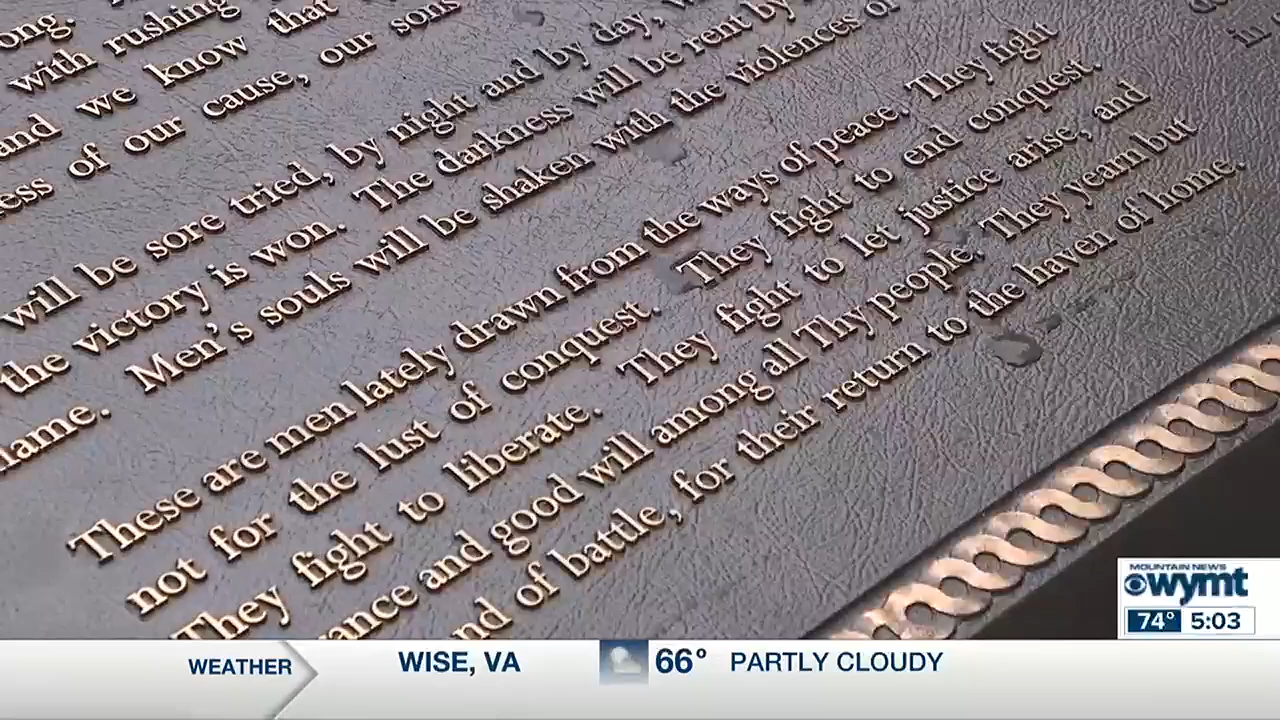 ong.
with rushing
and we know that
ess of our cause, our sons
will be sore tried, by night and by day,
the victory is won. The darkness will be rent by
lame. Men's souls will be shaken with the violences of
These are men lately drawn from the ways of peace. They fight
not for the lust of conquest. They fight to end conquest.
They fight to liberate. They fight to let justice arise, and
ance and good will among all Thy people. They yearn but
nd of battle, for their return to the haven of home.
MOUNTAIN NEWS
wymt
74° 5:03
WEATHER WISE, VA 66° PARTLY CLOUDY